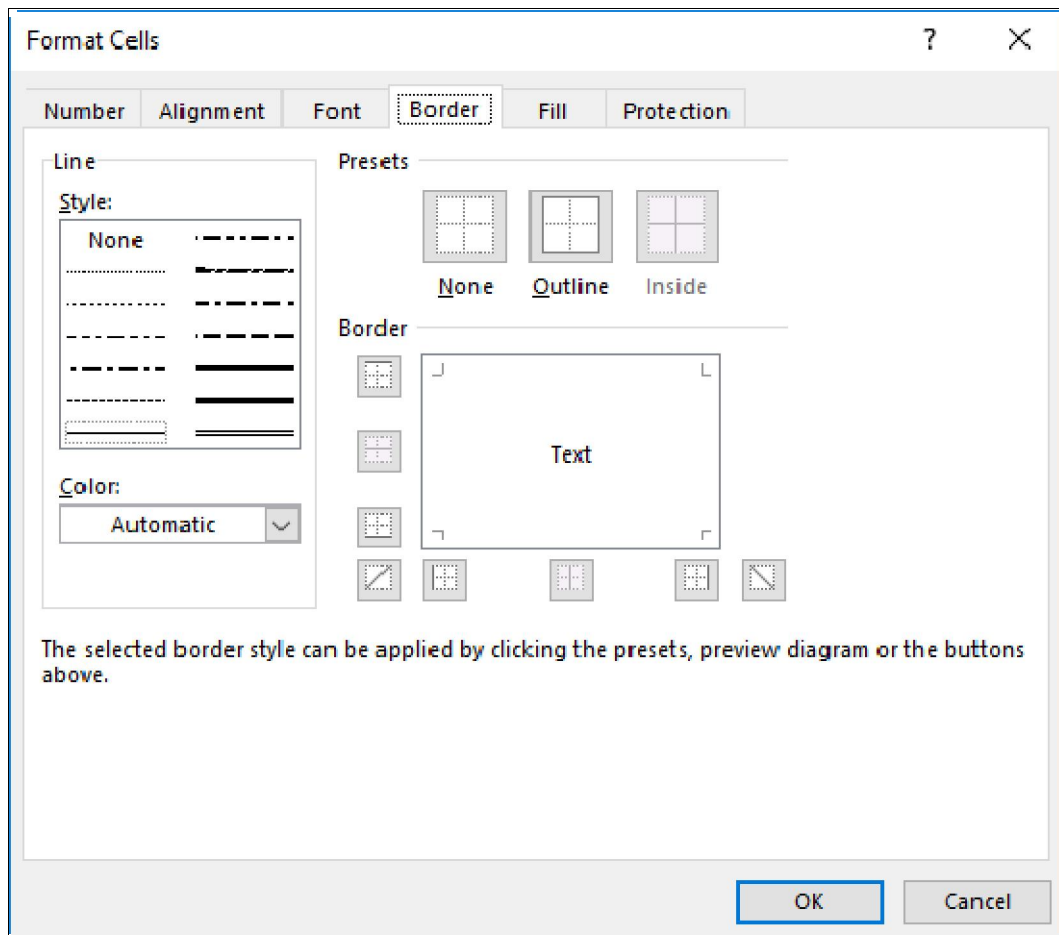 Format Cells
?
Number Alignment Font Border Fill Protection
Line
Style:
None
Color:
Automatic
Presets
None Outline Inside
Border
Text
The selected border style can be applied by clicking the presets, preview diagram or the buttons
above.
OK Cancel